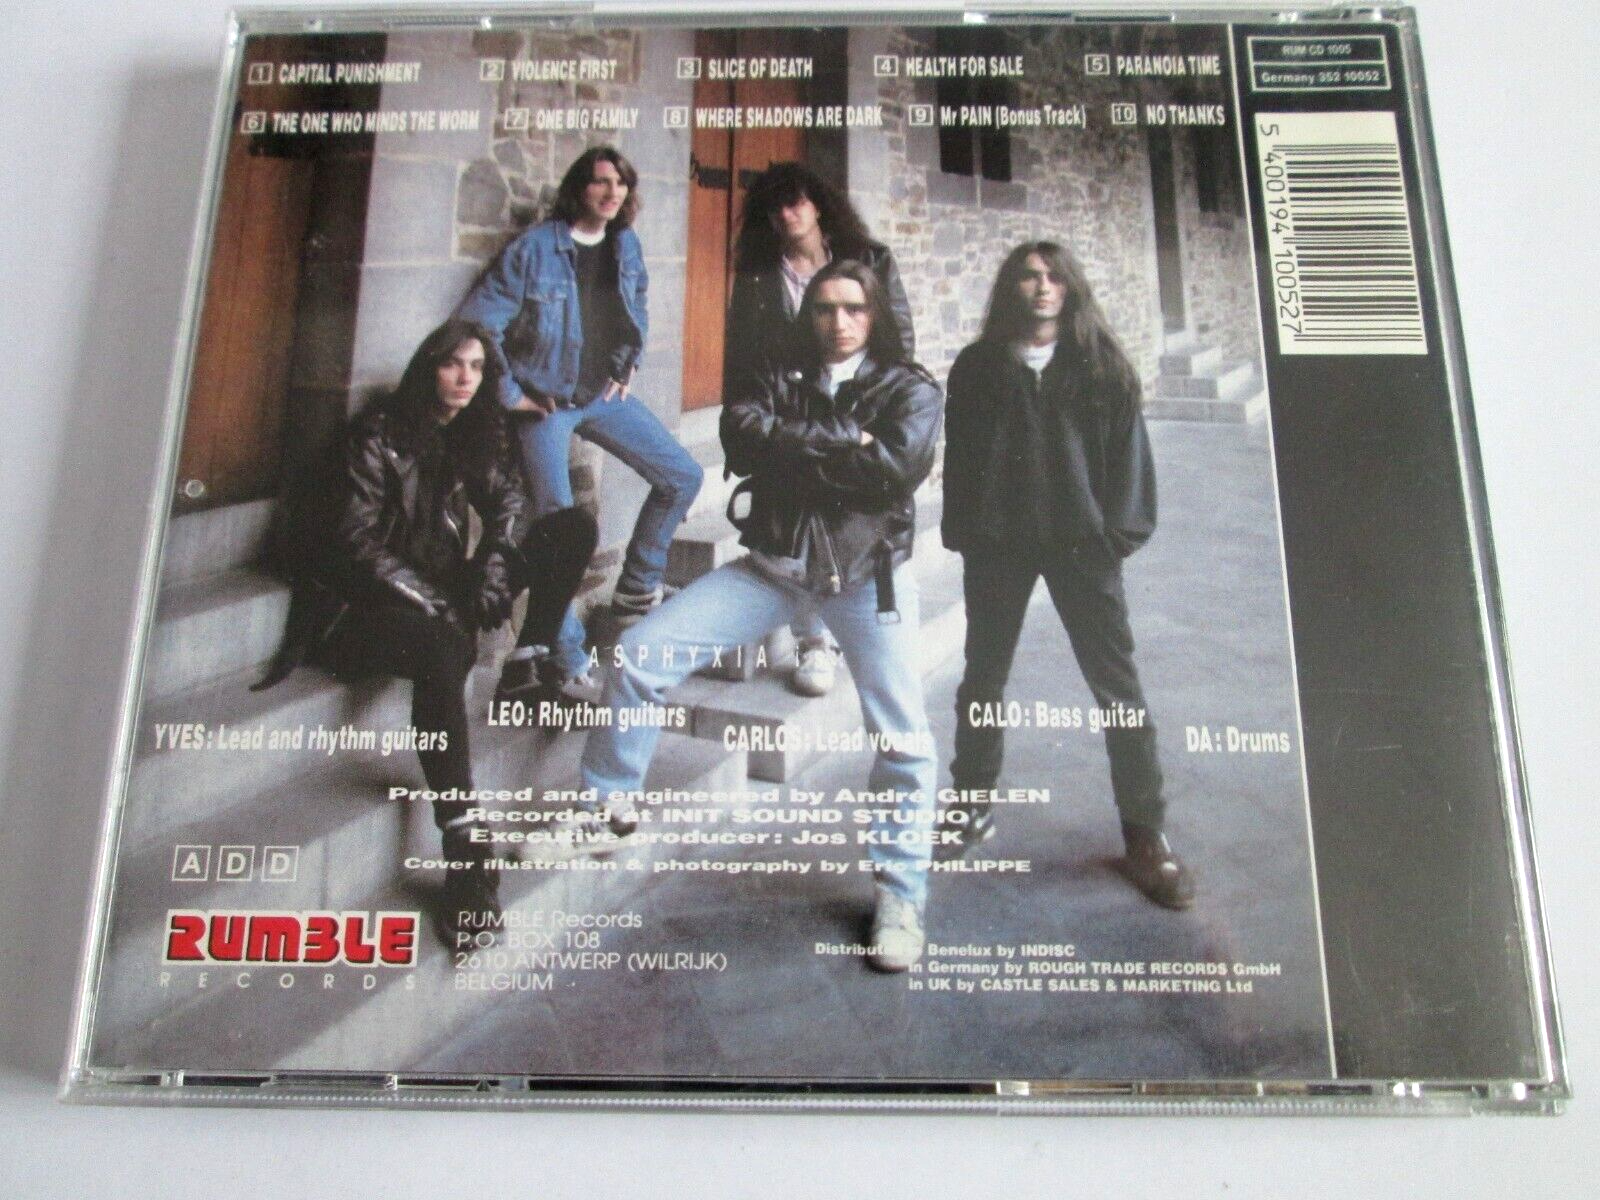 1 CAPITAL PUNISHMENT 2 VIOLENCE FIRST 3 SLICE OF DEATH 4 HEALTH FOR SALE 5 PARANOIA TIME
6 THE ONE WHO MINDS THE WORM 7 ONE BIG FAMILY 8 WHERE SHADOWS ARE DARK 9 Mr PAIN (Bonus Track) 10 NO THANKS
RUM CD 1005
Germany 352 10052
5 400194 100527
ASPHYXIA is:
YVES: Lead and rhythm guitars
LEO: Rhythm guitars
CARLOS: Lead vocals
CALO: Bass guitar
DA: Drums
Produced and engineered by André GIELEN
Recorded at INIT SOUND STUDIO
Executive producer: Jos KLOEK
Cover illustration & photography by Eric PHILIPPE
ADD
RUMBLE
RECORDS
RUMBLE Records
P.O. BOX 108
2610 ANTWERP (WILRIJK)
BELGIUM
Distributed in Benelux by INDISC
in Germany by ROUGH TRADE RECORDS GmbH
in UK by CASTLE SALES & MARKETING Ltd